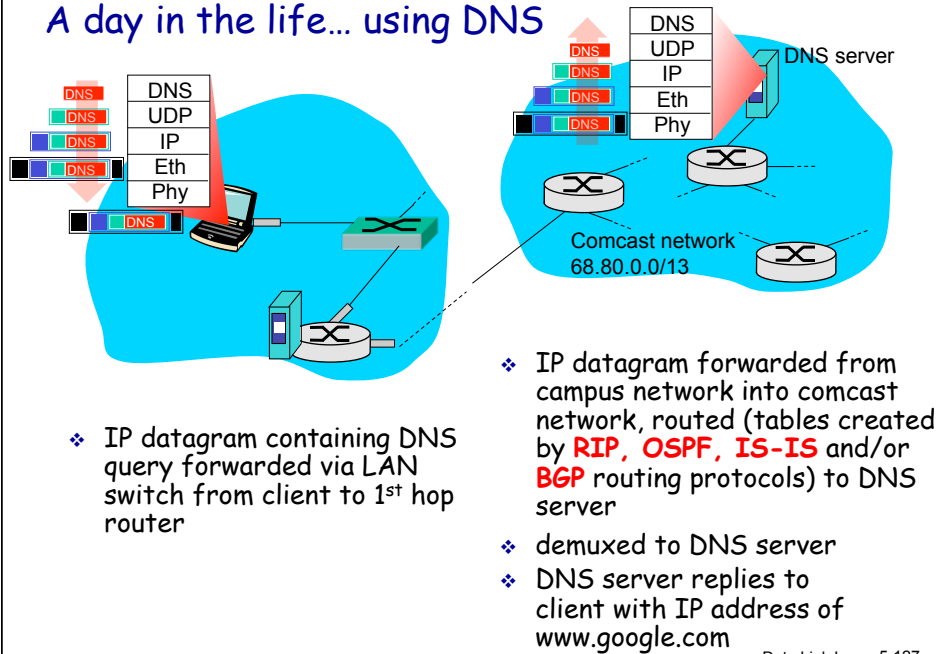 A day in the life… using DNS
DNS
DNS
DNS
DNS
DNS
DNS
UDP
IP
Eth
Phy
DNS
DNS
DNS
DNS
DNS
UDP
IP
Eth
Phy
DNS server
Comcast network
68.80.0.0/13
❖ IP datagram containing DNS
query forwarded via LAN
switch from client to 1st hop
router
❖ IP datagram forwarded from
campus network into comcast
network, routed (tables created
by RIP, OSPF, IS-IS and/or
BGP routing protocols) to DNS
server
❖ demuxed to DNS server
❖ DNS server replies to
client with IP address of
www.google.com